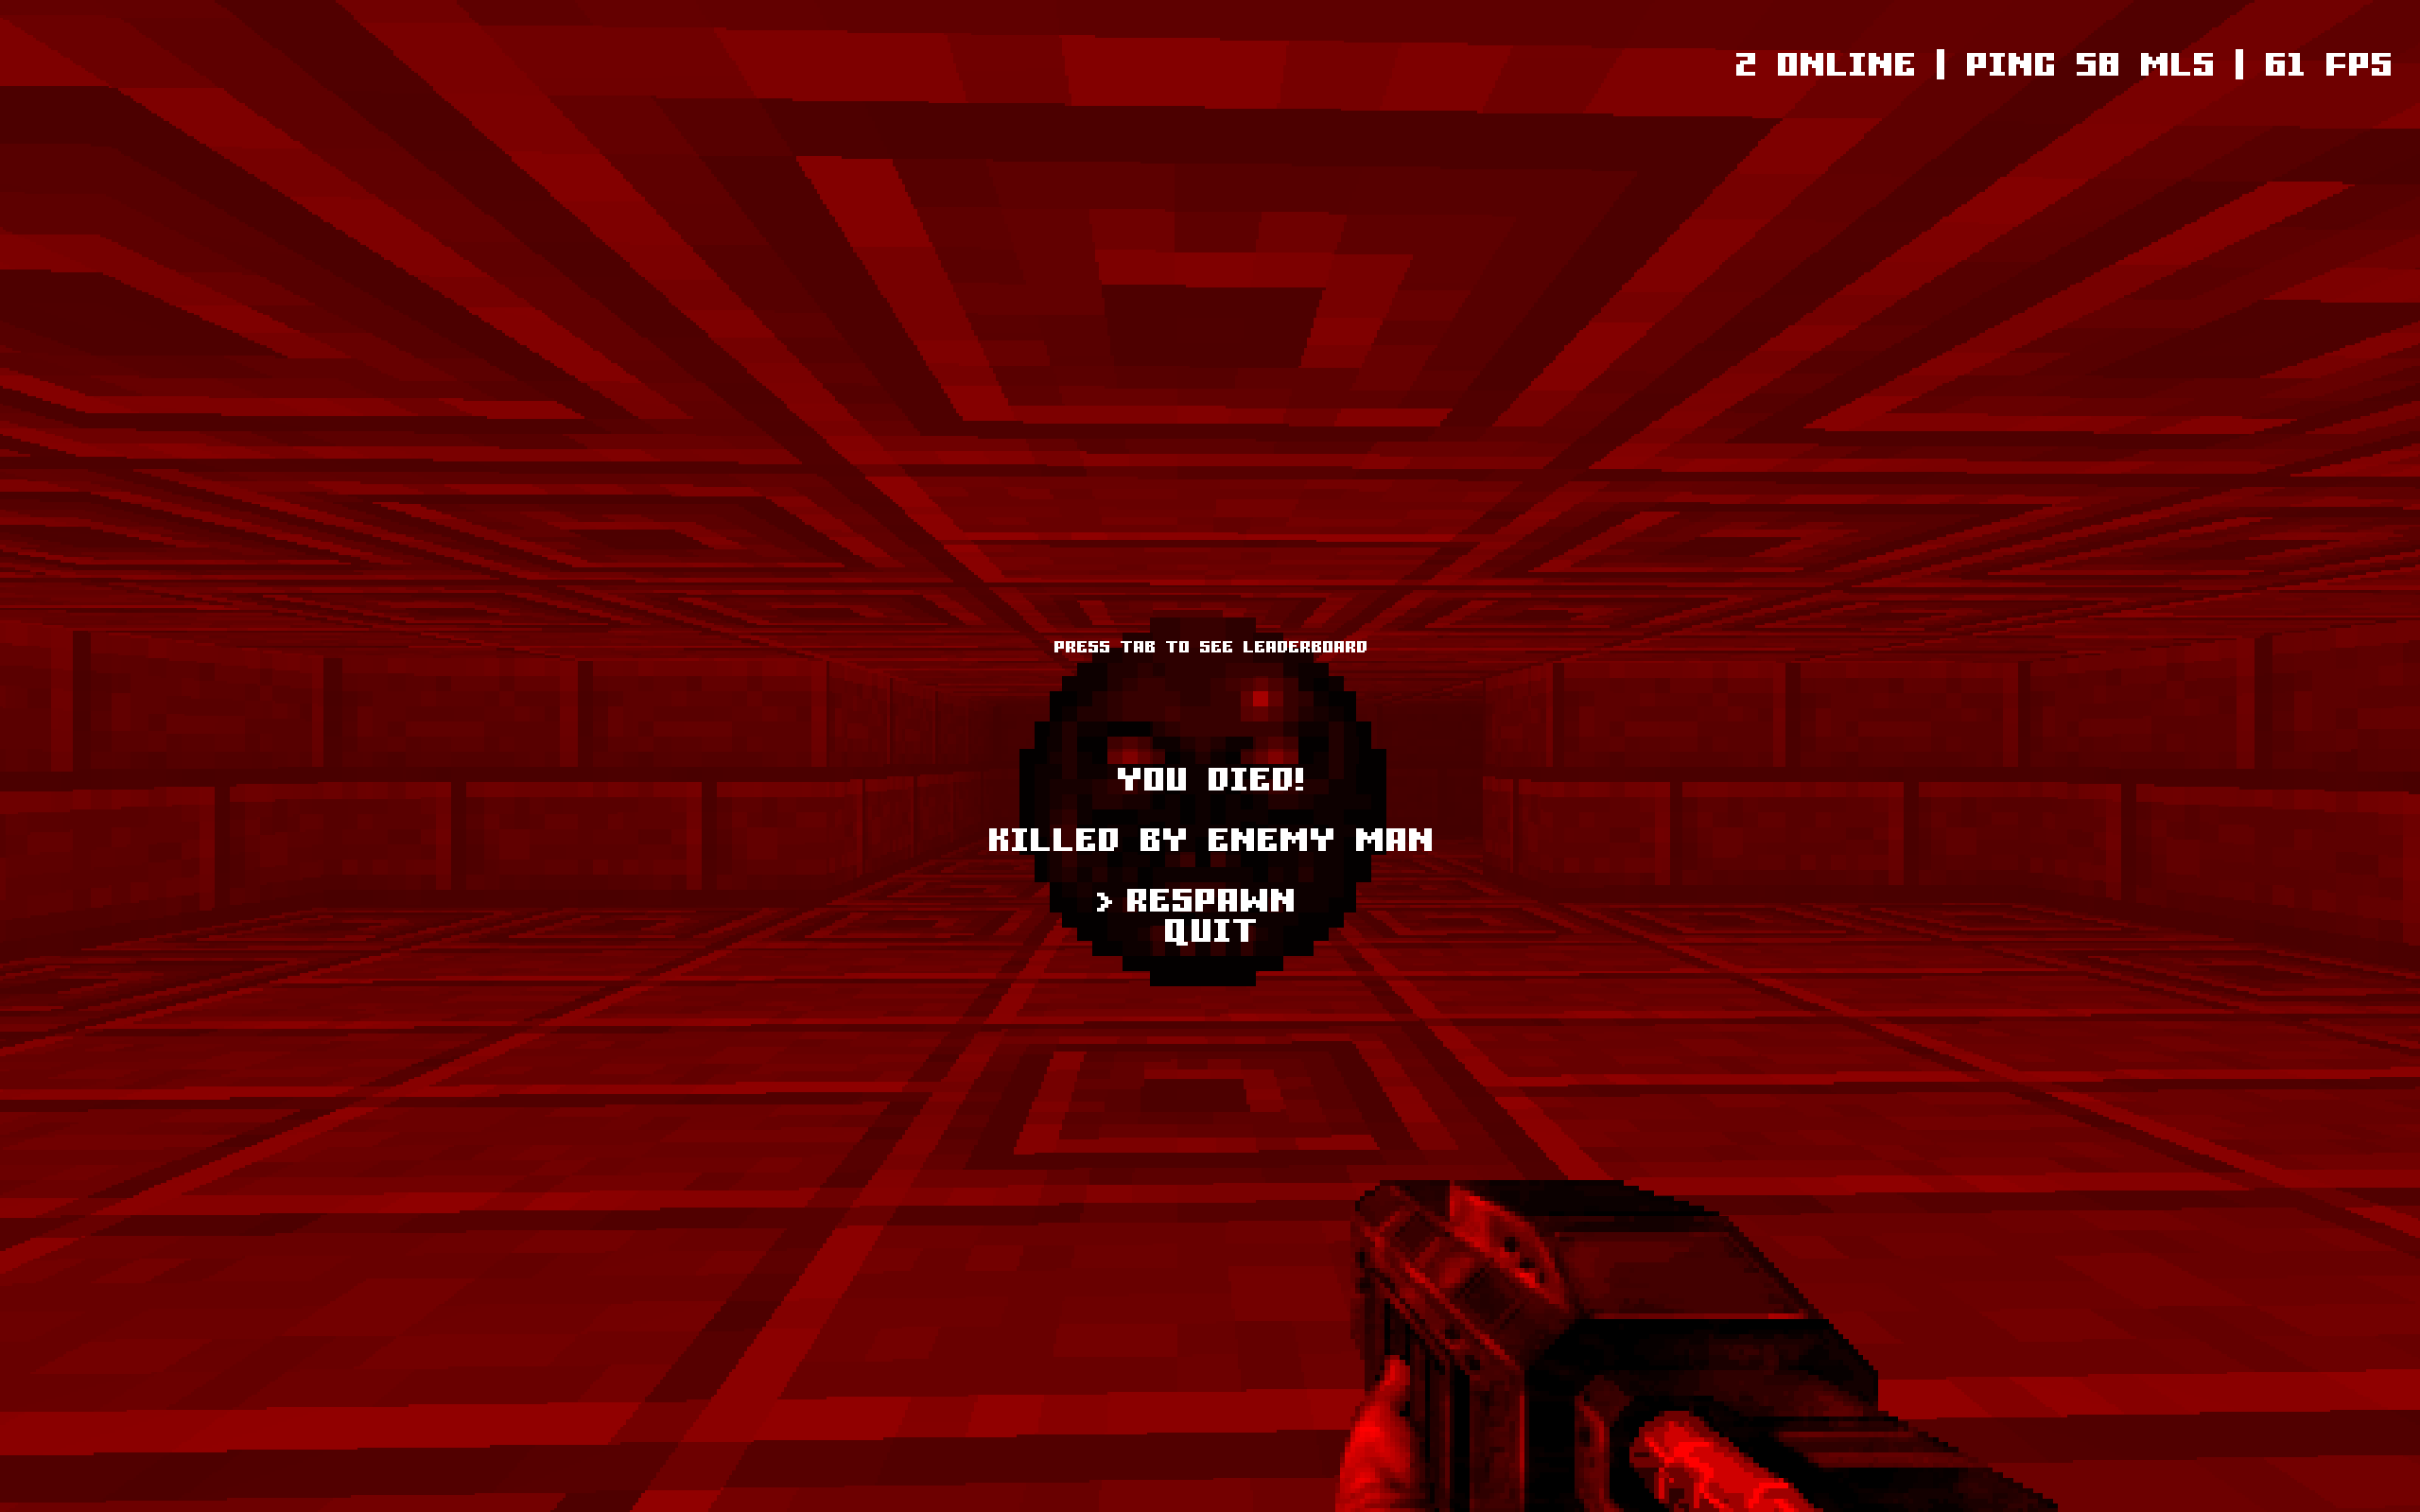 2 ONLINE | PING 58 MLS | 61 FPS
PRESS TAB TO SEE LEADERBOARD
YOU DIED!
KILLED BY ENEMY MAN
> RESPAWN
QUIT